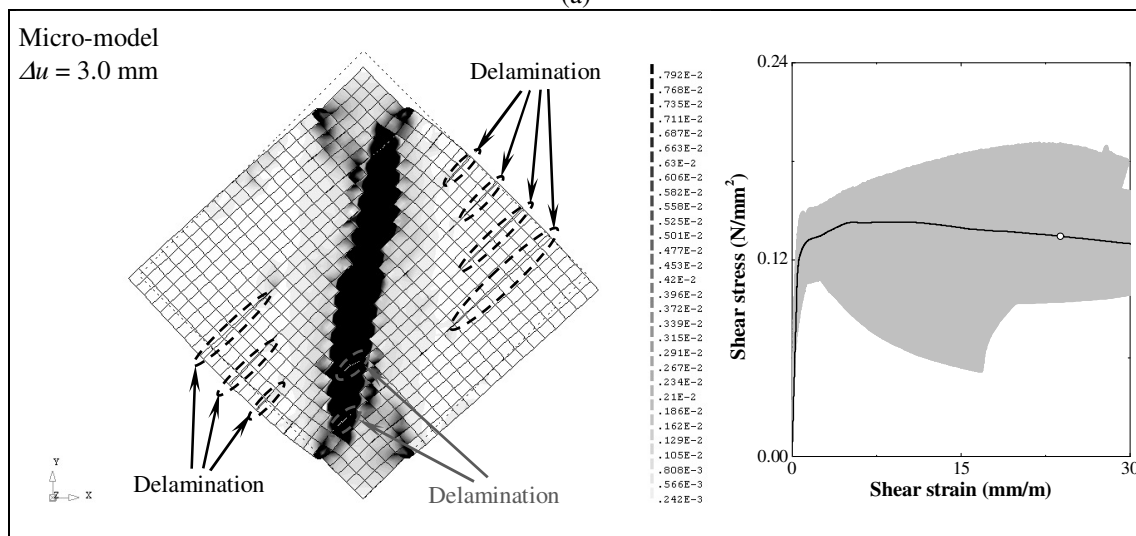 (a)
Micro-model
Δu = 3.0 mm
Delamination
Delamination
Delamination
Y
Z
X
.792E-2
.768E-2
.735E-2
.711E-2
.687E-2
.663E-2
.63E-2
.606E-2
.582E-2
.558E-2
.525E-2
.501E-2
.477E-2
.453E-2
.42E-2
.396E-2
.372E-2
.339E-2
.315E-2
.291E-2
.267E-2
.234E-2
.21E-2
.186E-2
.162E-2
.129E-2
.105E-2
.808E-3
.566E-3
.242E-3
Shear stress (N/mm²)
0.24
0.12
0.00
0
15
30
Shear strain (mm/m)